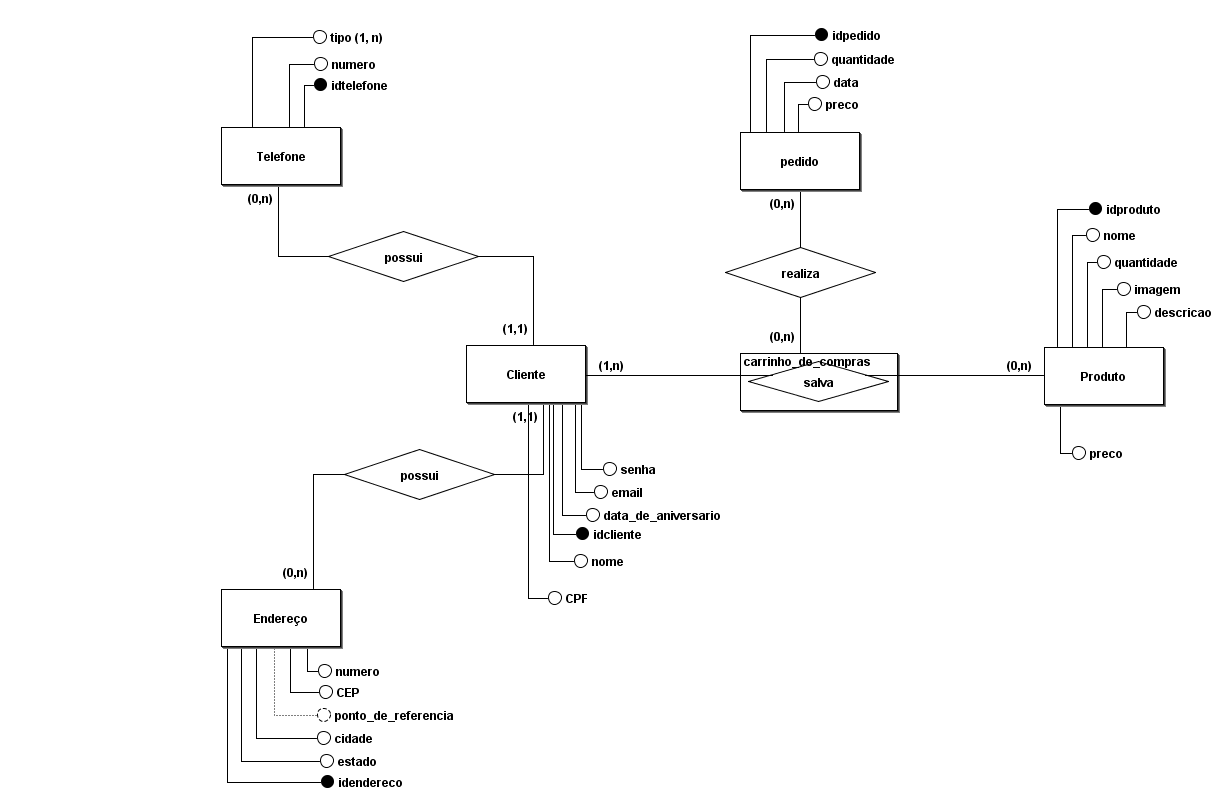 tipo (1, n)
numero
idtelefone
Telefone
(0,n)
possui
(1,1)
idpedido
quantidade
data
preco
pedido
(0,n)
realiza
(0,n)
idproduto
nome
quantidade
imagem
descricao
Cliente
(1,n)
carrinho_de_compras
salva
(0,n)
Produto
preco
(1,1)
possui
(0,n)
senha
email
data_de_aniversario
idcliente
nome
CPF
Endereço
numero
CEP
ponto_de_referencia
cidade
estado
idendereco